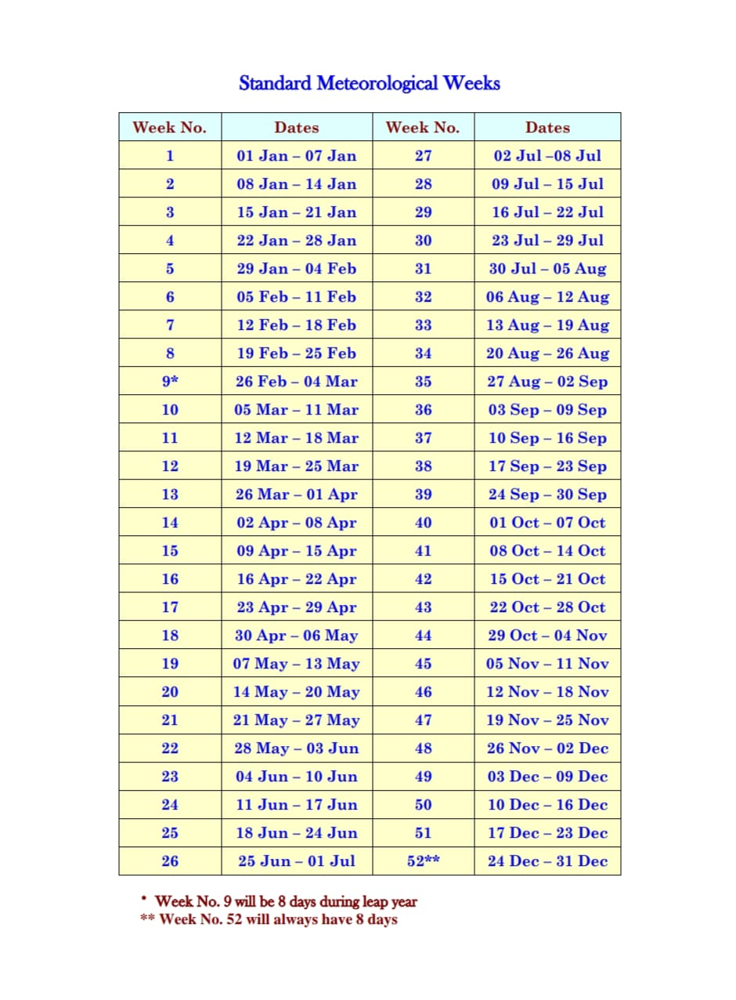 Standard Meteorological Weeks
Week No. Dates Week No. Dates
1 01 Jan – 07 Jan 27 02 Jul –08 Jul
2 08 Jan – 14 Jan 28 09 Jul – 15 Jul
3 15 Jan – 21 Jan 29 16 Jul – 22 Jul
4 22 Jan – 28 Jan 30 23 Jul – 29 Jul
5 29 Jan – 04 Feb 31 30 Jul – 05 Aug
6 05 Feb – 11 Feb 32 06 Aug – 12 Aug
7 12 Feb – 18 Feb 33 13 Aug – 19 Aug
8 19 Feb – 25 Feb 34 20 Aug – 26 Aug
9* 26 Feb – 04 Mar 35 27 Aug – 02 Sep
10 05 Mar – 11 Mar 36 03 Sep – 09 Sep
11 12 Mar – 18 Mar 37 10 Sep – 16 Sep
12 19 Mar – 25 Mar 38 17 Sep – 23 Sep
13 26 Mar – 01 Apr 39 24 Sep – 30 Sep
14 02 Apr – 08 Apr 40 01 Oct – 07 Oct
15 09 Apr – 15 Apr 41 08 Oct – 14 Oct
16 16 Apr – 22 Apr 42 15 Oct – 21 Oct
17 23 Apr – 29 Apr 43 22 Oct – 28 Oct
18 30 Apr – 06 May 44 29 Oct – 04 Nov
19 07 May – 13 May 45 05 Nov – 11 Nov
20 14 May – 20 May 46 12 Nov – 18 Nov
21 21 May – 27 May 47 19 Nov – 25 Nov
22 28 May – 03 Jun 48 26 Nov – 02 Dec
23 04 Jun – 10 Jun 49 03 Dec – 09 Dec
24 11 Jun – 17 Jun 50 10 Dec – 16 Dec
25 18 Jun – 24 Jun 51 17 Dec – 23 Dec
26 25 Jun – 01 Jul 52** 24 Dec – 31 Dec
* Week No. 9 will be 8 days during leap year
** Week No. 52 will always have 8 days